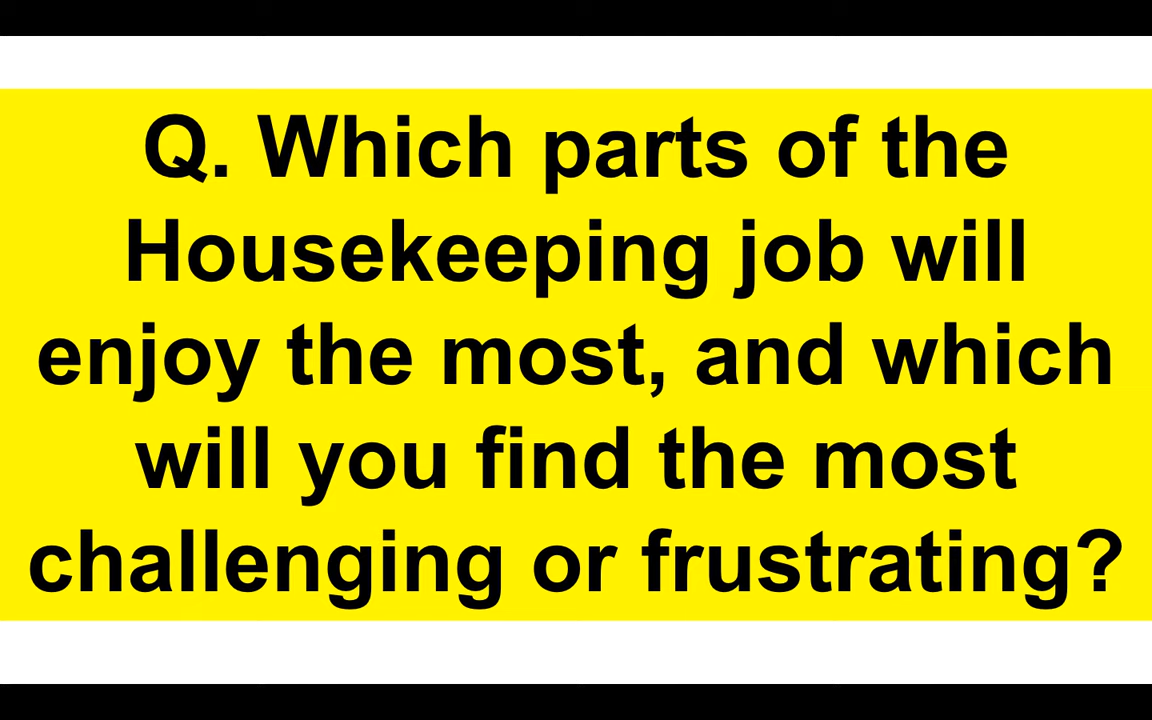 Q. Which parts of the
Housekeeping job will
enjoy the most, and which
will you find the most
challenging or frustrating?